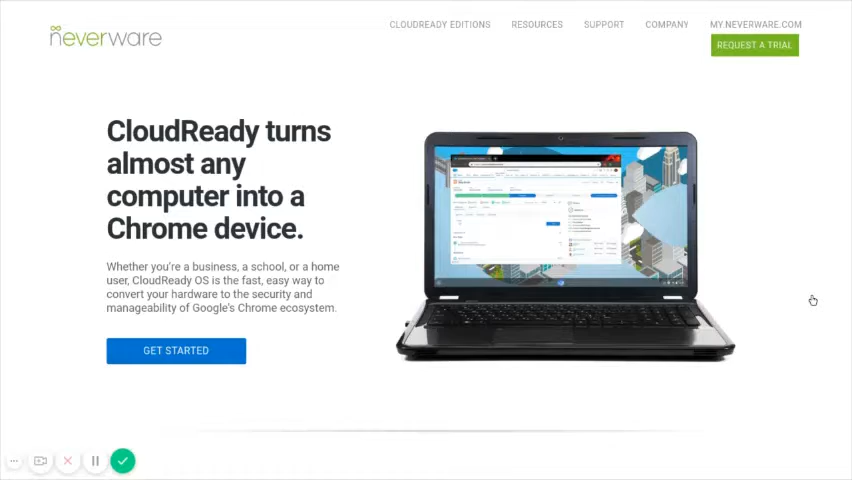 neverware
CLOUDREADY EDITIONS RESOURCES SUPPORT COMPANY MY.NEVERWARE.COM
REQUEST A TRIAL
CloudReady turns
almost any
computer into a
Chrome device.
Whether you're a business, a school, or a home
user, CloudReady OS is the fast, easy way to
convert your hardware to the security and
manageability of Google's Chrome ecosystem.
GET STARTED